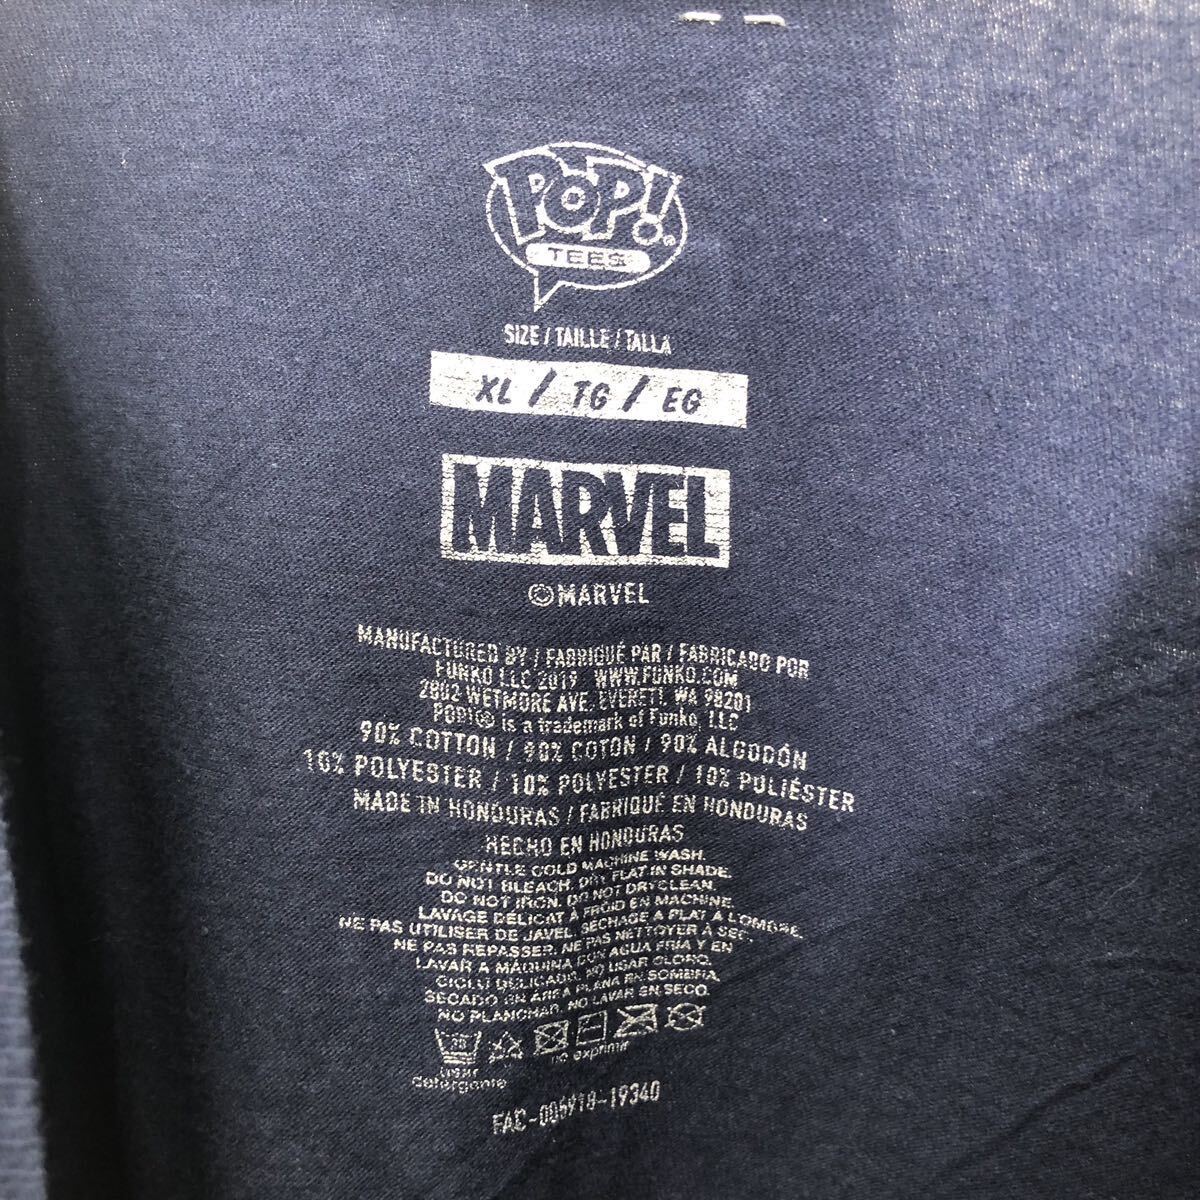 POP!®
TEES
SIZE / TAILLE / TALLA
XL / TG / EG
MARVEL
©MARVEL
MANUFACTURED BY / FABRIQUÉ PAR / FABRICADO POR
FUNKO LLC 2019 WWW.FUNKO.COM
2802 WETMORE AVE, EVERETT, WA 98201
POP!® is a trademark of Funko, LLC
90% COTTON / 90% COTON / 90% ALGODÓN
10% POLYESTER / 10% POLYESTER / 10% POLIÉSTER
MADE IN HONDURAS / FABRIQUÉ EN HONDURAS
HECHO EN HONDURAS
GENTLE COLD MACHINE WASH.
DO NOT BLEACH. DRY FLAT IN SHADE.
DO NOT IRON. DO NOT DRYCLEAN.
LAVAGE DÉLICAT À FROID EN MACHINE.
NE PAS UTILISER DE JAVEL. SÉCHAGE A PLAT À L'OMBRE.
NE PAS REPASSER. NE PAS NETTOYER À SEC.
LAVAR A MÁQUINA CON AGUA FRÍA Y EN
CICLO DELICADO. NO USAR CLORO.
SECADO EN ÁREA PLANA EN SOMBRA.
NO PLANCHAR. NO LAVAR EN SECO.
usar
detergente
no exprimir
FAC-006918-19340